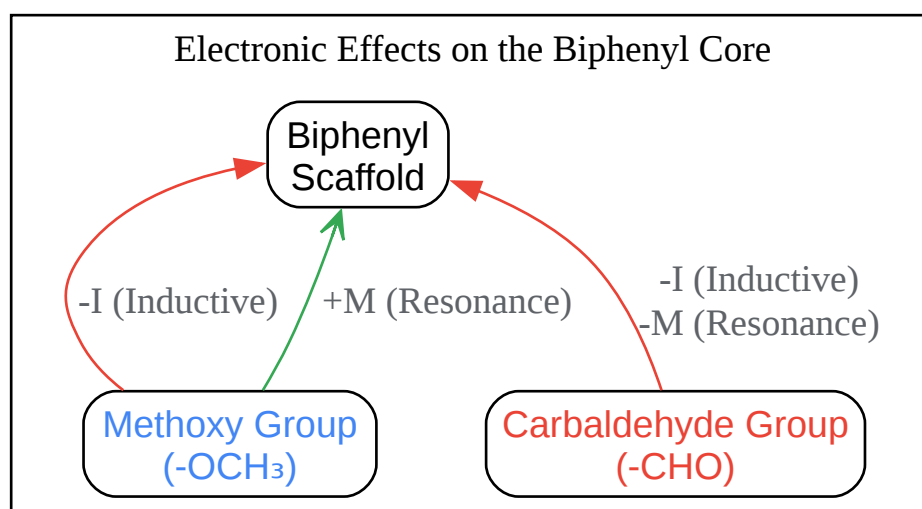 Electronic Effects on the Biphenyl Core
Biphenyl
Scaffold
-I (Inductive)
+M (Resonance)
-I (Inductive)
-M (Resonance)
Methoxy Group
(-OCH₃)
Carbaldehyde Group
(-CHO)